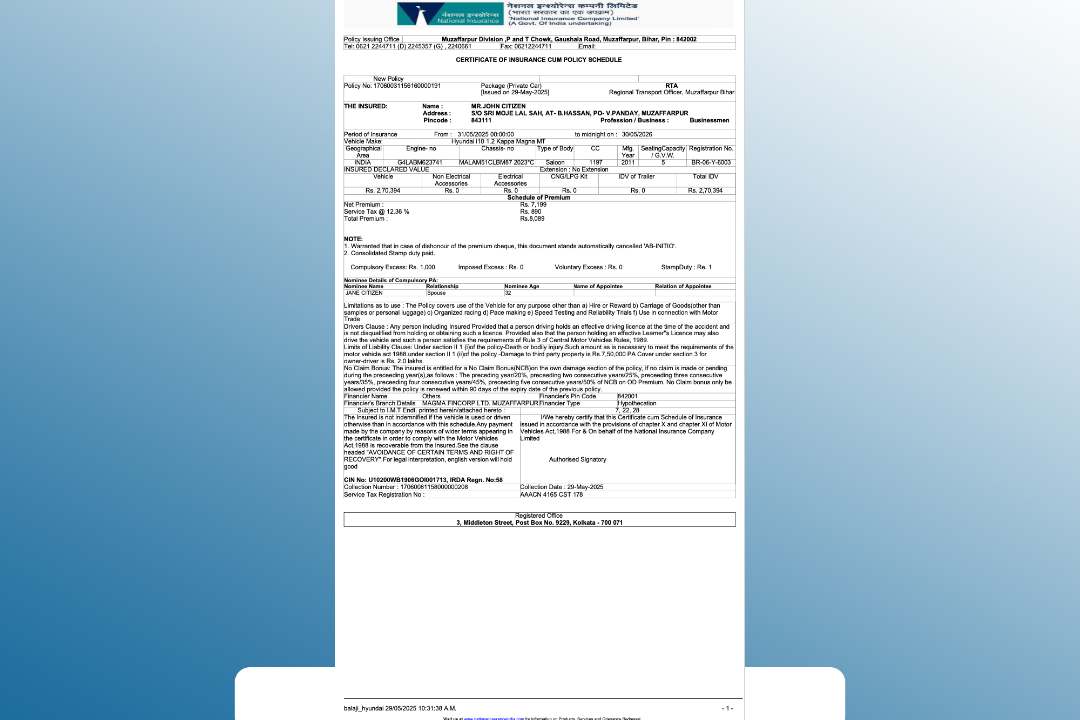 नेशनल इन्श्योरेन्स
National Insurance
नेशनल इन्श्योरेन्स कम्पनी लिमिटेड
(भारत सरकार का एक उपक्रम)
'National Insurance Company Limited'
(A Govt. Of India undertaking)
Policy Issuing Office : Muzaffarpur Division ,P and T Chowk, Gaushala Road, Muzaffarpur, Bihar, Pin : 842002
Tel: 0621 2244711 (D) 2245357 (G) , 2240561 Fax: 06212244711 Email:
CERTIFICATE OF INSURANCE CUM POLICY SCHEDULE
New Policy
Policy No: 17060031156160000191 Package (Private Car) RTA
[Issued on 29-May-2025] Regional Transport Officer, Muzaffarpur Bihar
THE INSURED: Name : MR.JOHN CITIZEN
Address : S/O SRI MOJE LAL SAH, AT- B.HASSAN, PO- V.PANDAY, MUZAFFARPUR
Pincode : 843111 Profession / Business : Businessmen
Period of Insurance From : 31/05/2025 00:00:00 to midnight on : 30/05/2026
Vehicle Make: Hyundai I10 1.2 Kappa Magna MT
Geographical Area Engine- no Chassis- no Type of Body CC Mfg. Year SeatingCapacity / G.V.W. Registration No.
INDIA G4LABM623741 MALAM51CLBM87 2023*C Saloon 1197 2011 5 BR-06-Y-6003
INSURED DECLARED VALUE Extension : No Extension
Vehicle Non Electrical Accessories Electrical Accessories CNG/LPG Kit IDV of Trailer Total IDV
Rs. 2,70,394 Rs. 0 Rs. 0 Rs. 0 Rs. 0 Rs. 2,70,394
Schedule of Premium
Net Premium : Rs. 7,199
Service Tax @ 12.36 % Rs. 890
Total Premium : Rs.8,089
NOTE:
1. Warranted that in case of dishonour of the premium cheque, this document stands automatically cancelled 'AB-INITIO'.
2. Consolidated Stamp duty paid.
Compulsory Excess: Rs. 1,000 Imposed Excess : Rs. 0 Voluntary Excess : Rs. 0 StampDuty : Rs. 1
Nominee Details of Compulsory PA:
Nominee Name Relationship Nominee Age Name of Appointee Relation of Appointee
JANE CITIZEN Spouse 32
Limitations as to use : The Policy covers use of the Vehicle for any purpose other than a) Hire or Reward b) Carriage of Goods(other than
samples or personal luggage) c) Organized racing d) Pace making e) Speed Testing and Reliability Trials f) Use in connection with Motor
Trade
Drivers Clause : Any person including Insured Provided that a person driving holds an effective driving licence at the time of the accident and
is not disqualified from holding or obtaining such a licence. Provided also that the person holding an effective Learner"s Licence may also
drive the vehicle and such a person satisfies the requirements of Rule 3 of Central Motor Vehicles Rules, 1989.
Limits of Liability Clause: Under section II 1 (i)of the policy-Death or bodily injury.Such amount as is necessary to meet the requirements of the
motor vehicle act 1988.under section II 1 (ii)of the policy -Damage to third party property is Rs.7,50,000 PA Cover under section 3 for
owner-driver is Rs. 2.0 lakhs.
No Claim Bonus: The insured is entitled for a No Claim Bonus(NCB)on the own damage section of the policy, if no claim is made or pending
during the preceeding year(s),as follows : The preceding year/20%, preceding two consecutive years/25%, preceding three consecutive
years/35%, preceding four consecutive years/45%, preceding five consecutive years/50% of NCB on OD Premium. No Claim bonus only be
allowed provided the policy is renewed within 90 days of the expiry date of the previous policy.
Financier Name Others Financier's Pin Code 842001
Financier's Branch Details MAGMA FINCORP LTD. MUZAFFARPUR Financier Type Hypothecation
Subject to I.M.T Endt. printed herein/attached hereto : 7, 22, 28
The Insured is not indemnified if the vehicle is used or driven
otherwise than in accordance with this schedule.Any payment
made by the company by reasons of wider terms appearing in
the certificate in order to comply with the Motor Vehicles
Act,1988 is recoverable from the Insured.See the clause
headed "AVOIDANCE OF CERTAIN TERMS AND RIGHT OF
RECOVERY".For legal interpretation, english version will hold
good
I/We hereby certify that this Certificate cum Schedule of Insurance
issued in accordance with the provisions of chapter X and chapter XI of Motor
Vehicles Act,1988 For & On behalf of the National Insurance Company
Limited
Authorised Signatory
CIN No: U10200WB1906GOI001713, IRDA Regn. No:58
Collection Number : 17060081158000000208 Collection Date : 29-May-2025
Service Tax Registration No : AAACN 4165 CST 178
Registered Office
3, Middleton Street, Post Box No. 9229, Kolkata - 700 071
balaji_hyundai 29/05/2025 10:31:38 A.M. - 1 -